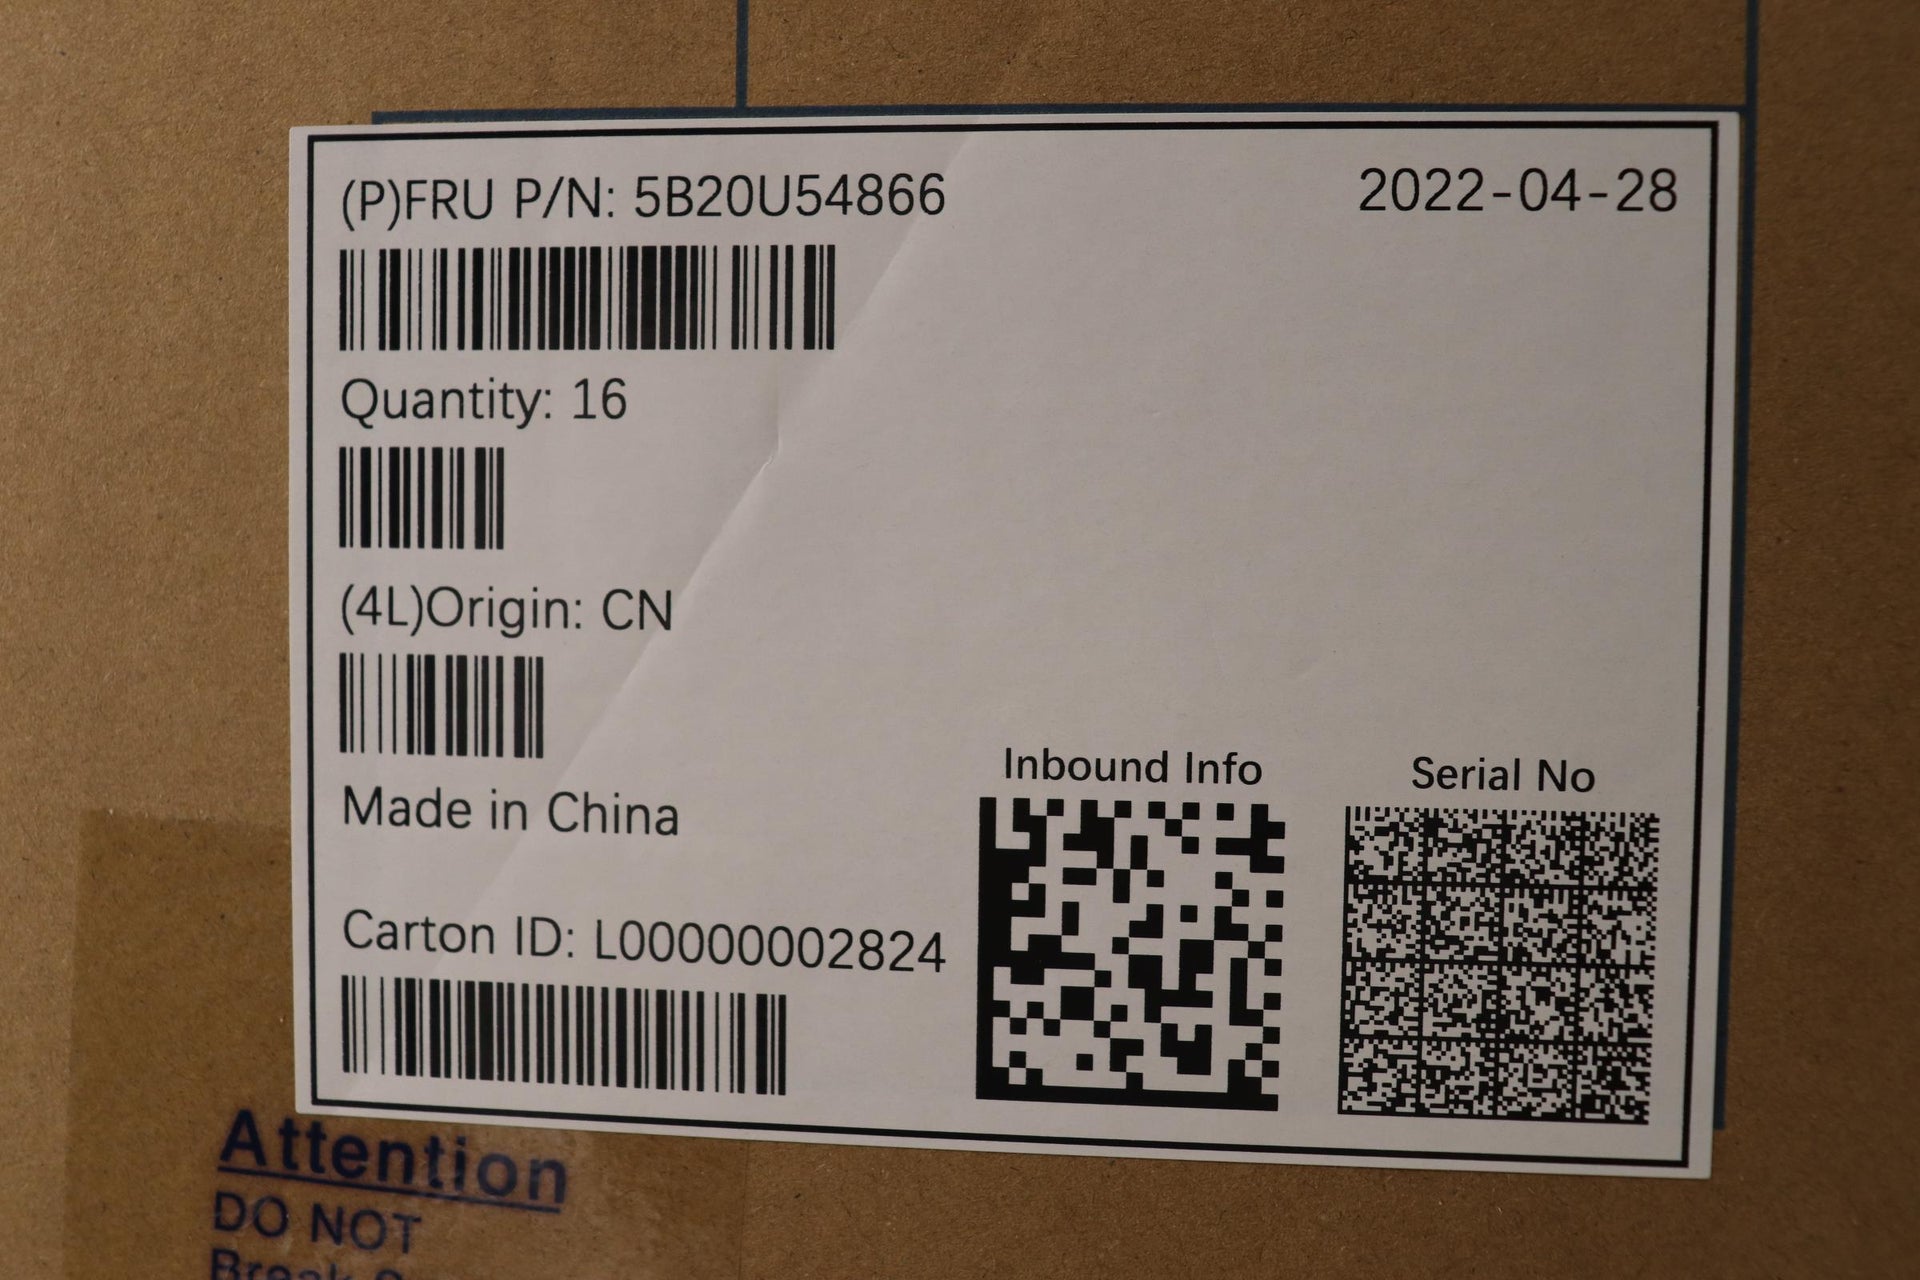 (P)FRU P/N: 5B20U54866
2022-04-28
Quantity: 16
(4L)Origin: CN
Made in China
Carton ID: L00000002824
Inbound Info
Serial No
Attention
DO NOT
Break